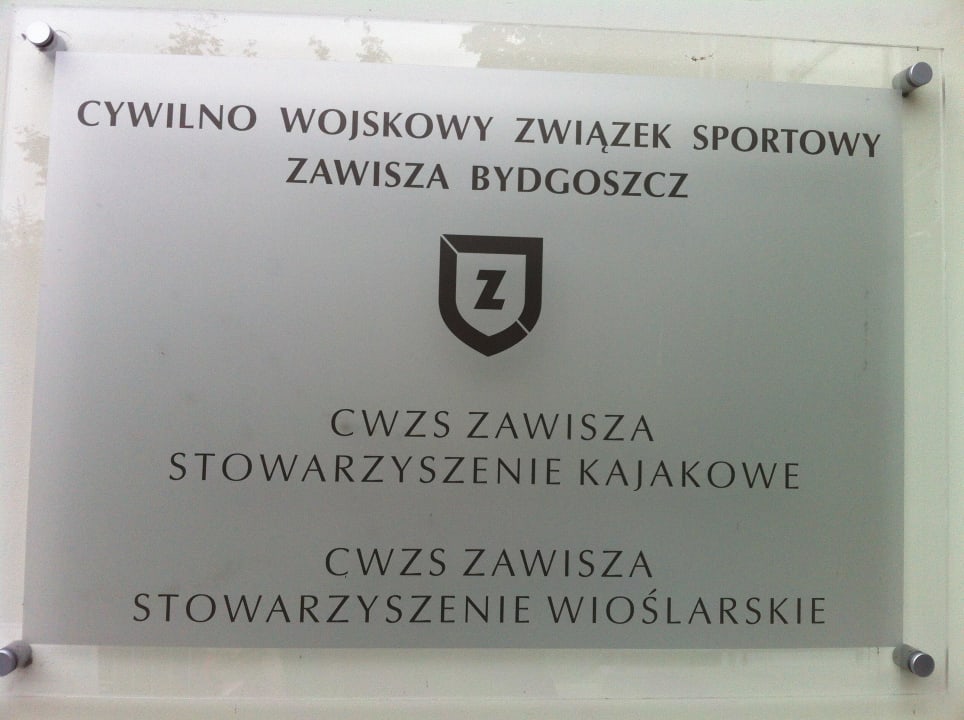 CYWILNO WOJSKOWY ZWIĄZEK SPORTOWY
ZAWISZA BYDGOSZCZ
Z
CWZS ZAWISZA
STOWARZYSZENIE KAJAKOWE
CWZS ZAWISZA
STOWARZYSZENIE WIOŚLARSKIE